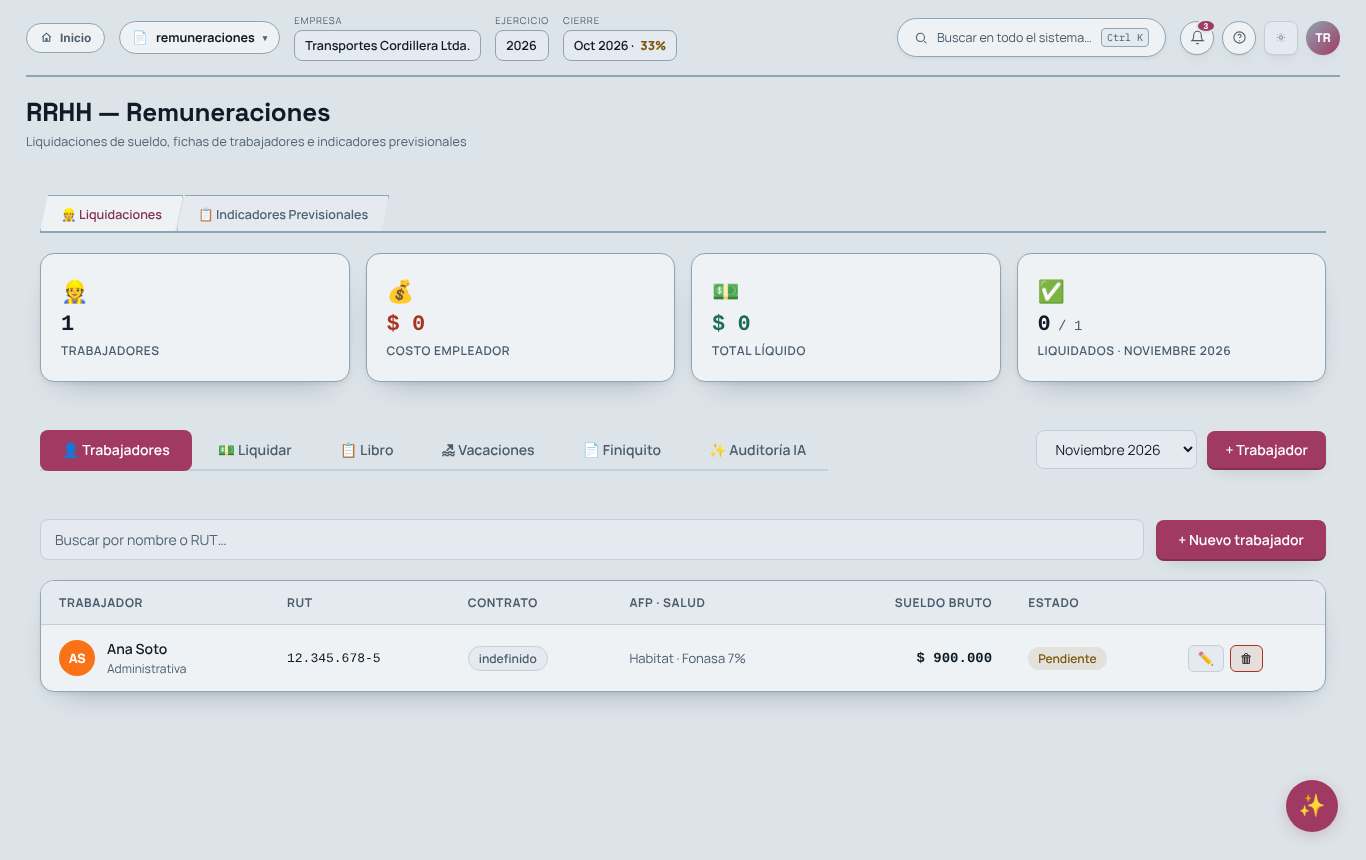 EMPRESA EJERCICIO CIERRE
Inicio remuneraciones Transportes Cordillera Ltda. 2026 Oct 2026 · 33% Buscar en todo el sistema... Ctrl K 3 TR
RRHH — Remuneraciones
Liquidaciones de sueldo, fichas de trabajadores e indicadores previsionales
Liquidaciones Indicadores Previsionales
1
TRABAJADORES
$ 0
COSTO EMPLEADOR
$ 0
TOTAL LÍQUIDO
0 / 1
LIQUIDADOS · NOVIEMBRE 2026
Trabajadores Liquidar Libro Vacaciones Finiquito Auditoría IA Noviembre 2026 + Trabajador
Buscar por nombre o RUT... + Nuevo trabajador
TRABAJADOR RUT CONTRATO AFP · SALUD SUELDO BRUTO ESTADO
AS Ana Soto 12.345.678-5 indefinido Habitat · Fonasa 7% $ 900.000 Pendiente
Administrativa